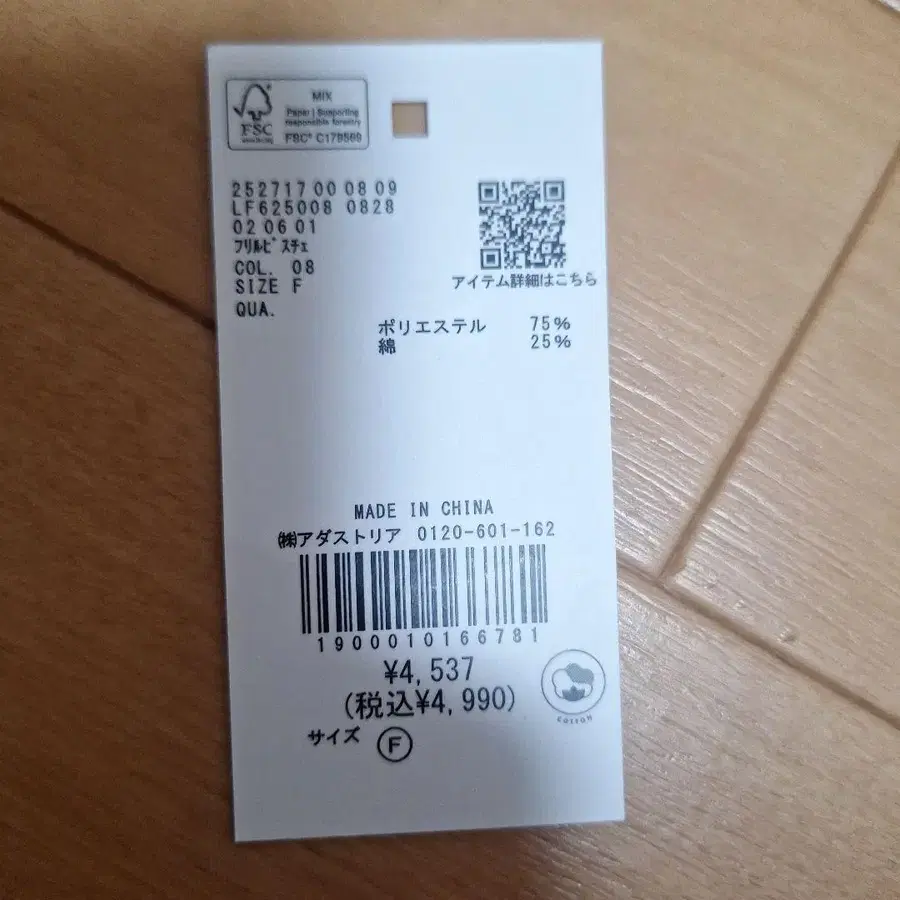 MIX
Paper | Supporting
responsible forestry
FSC® C178569
FSC
252717 00 08 09
LF625008 0828
02 06 01
ﾌﾘﾙﾋﾞｽﾁｪ
COL. 08
SIZE F
QUA.
アイテム詳細はこちら
ポリエステル 75%
綿 25%
MADE IN CHINA
㈱アダストリア 0120-601-162
1900010166781
¥4,537
(税込¥4,990)
サイズ F
COTTON